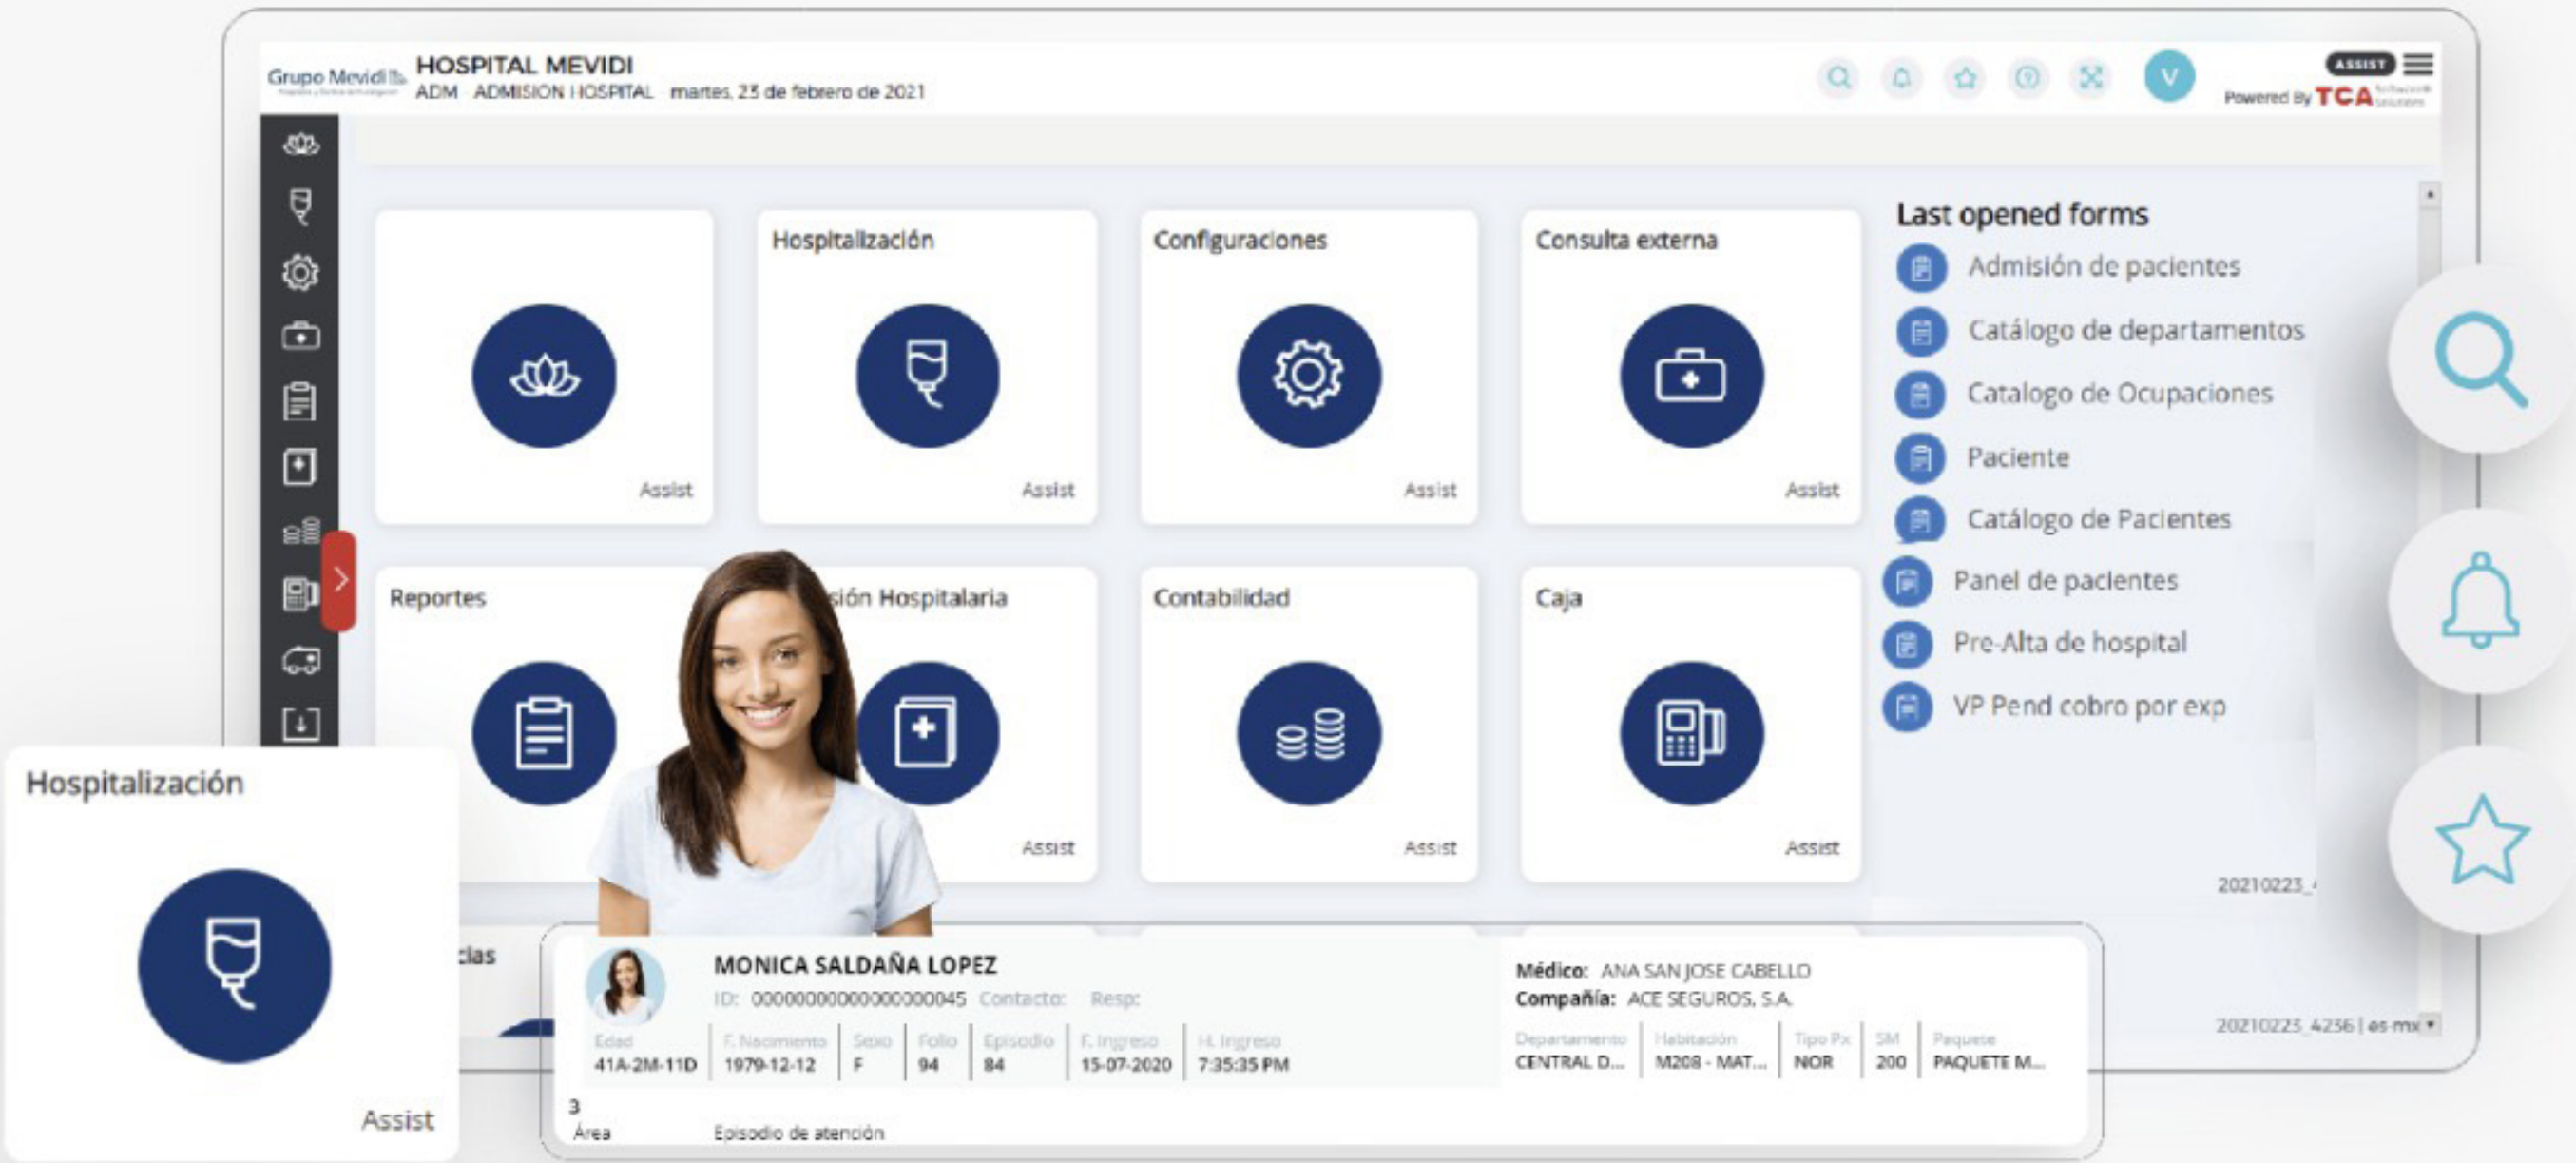 Grupo Mevidi
HOSPITAL MEVIDI
ADM ADMISION HOSPITAL martes, 23 de febrero de 2021
V
ASSIST
Powered By TCA Software Solutions
Assist
Hospitalización
Assist
Configuraciones
Assist
Consulta externa
Assist
Last opened forms
Admisión de pacientes
Catálogo de departamentos
Catalogo de Ocupaciones
Paciente
Catálogo de Pacientes
Panel de pacientes
Pre-Alta de hospital
VP Pend cobro por exp
Reportes
sión Hospitalaria
Assist
Contabilidad
Assist
Caja
Assist
20210223_
Hospitalización
Assist
cias
MONICA SALDAÑA LOPEZ
ID: 00000000000000000045 Contacto: Resp:
Edad F. Nacimiento Sexo Folio Episodio F. Ingreso H. Ingreso
41A-2M-11D 1979-12-12 F 94 84 15-07-2020 7:35:35 PM
Médico: ANA SAN JOSE CABELLO
Compañía: ACE SEGUROS, S.A.
Departamento Habitación Tipo Px SM Paquete
CENTRAL D... M208 - MAT... NOR 200 PAQUETE M...
20210223_4236 | es-mx
3
Área Episodio de atención